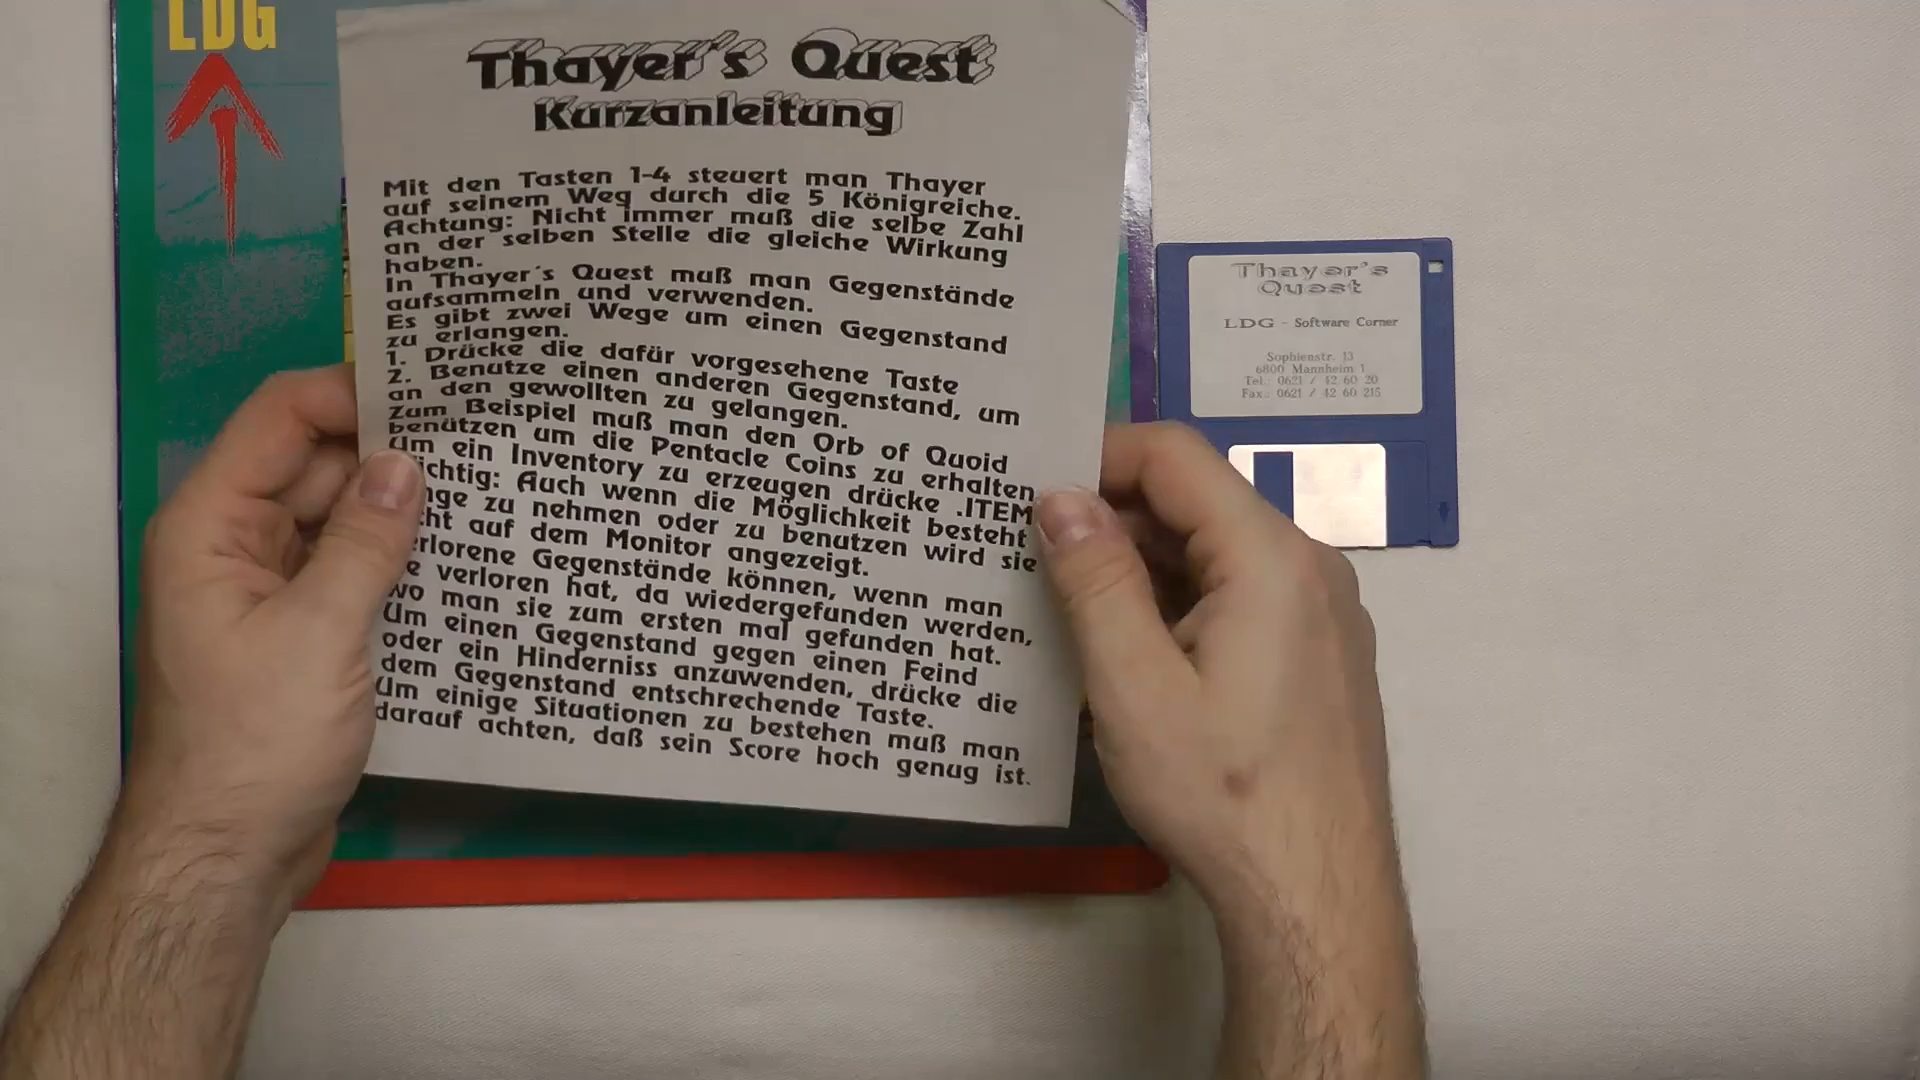 LDG
Thayer's Quest
Kurzanleitung
Mit den Tasten 1-4 steuert man Thayer
auf seinem Weg durch die 5 Königreiche.
Achtung: Nicht immer muß die selbe Zahl
an der selben Stelle die gleiche Wirkung
haben.
In Thayer´s Quest muß man Gegenstände
aufsammeln und verwenden.
Es gibt zwei Wege um einen Gegenstand
zu erlangen.
1. Drücke die dafür vorgesehene Taste
2. Benutze einen anderen Gegenstand, um
an den gewollten zu gelangen.
Zum Beispiel muß man den Orb of Quoid
benützen um die Pentacle Coins zu erhalten
Um ein Inventory zu erzeugen drücke .ITEM
ichtig: Auch wenn die Möglichkeit besteht
nge zu nehmen oder zu benutzen wird sie
cht auf dem Monitor angezeigt.
erlorene Gegenstände können, wenn man
e verloren hat, da wiedergefunden werden,
wo man sie zum ersten mal gefunden hat.
Um einen Gegenstand gegen einen Feind
oder ein Hinderniss anzuwenden, drücke die
dem Gegenstand entschrechende Taste.
Um einige Situationen zu bestehen muß man
darauf achten, daß sein Score hoch genug ist.
Thayer's
Quest
LDG - Software Corner
Sophienstr. 13
6800 Mannheim 1
Tel.: 0621 / 42 60 20
Fax.: 0621 / 42 60 215